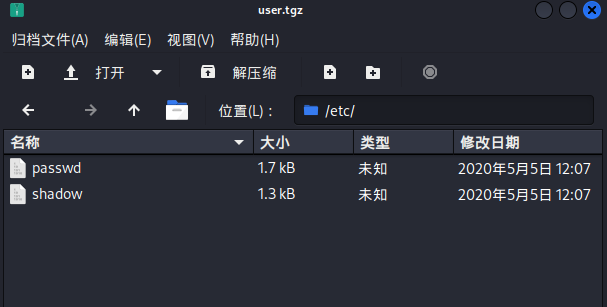 user.tgz
归档文件(A) 编辑(E) 视图(V) 帮助(H)
打开 解压缩
位置(L)： /etc/
名称 大小 类型 修改日期
passwd 1.7 kB 未知 2020年5月5日 12:07
shadow 1.3 kB 未知 2020年5月5日 12:07